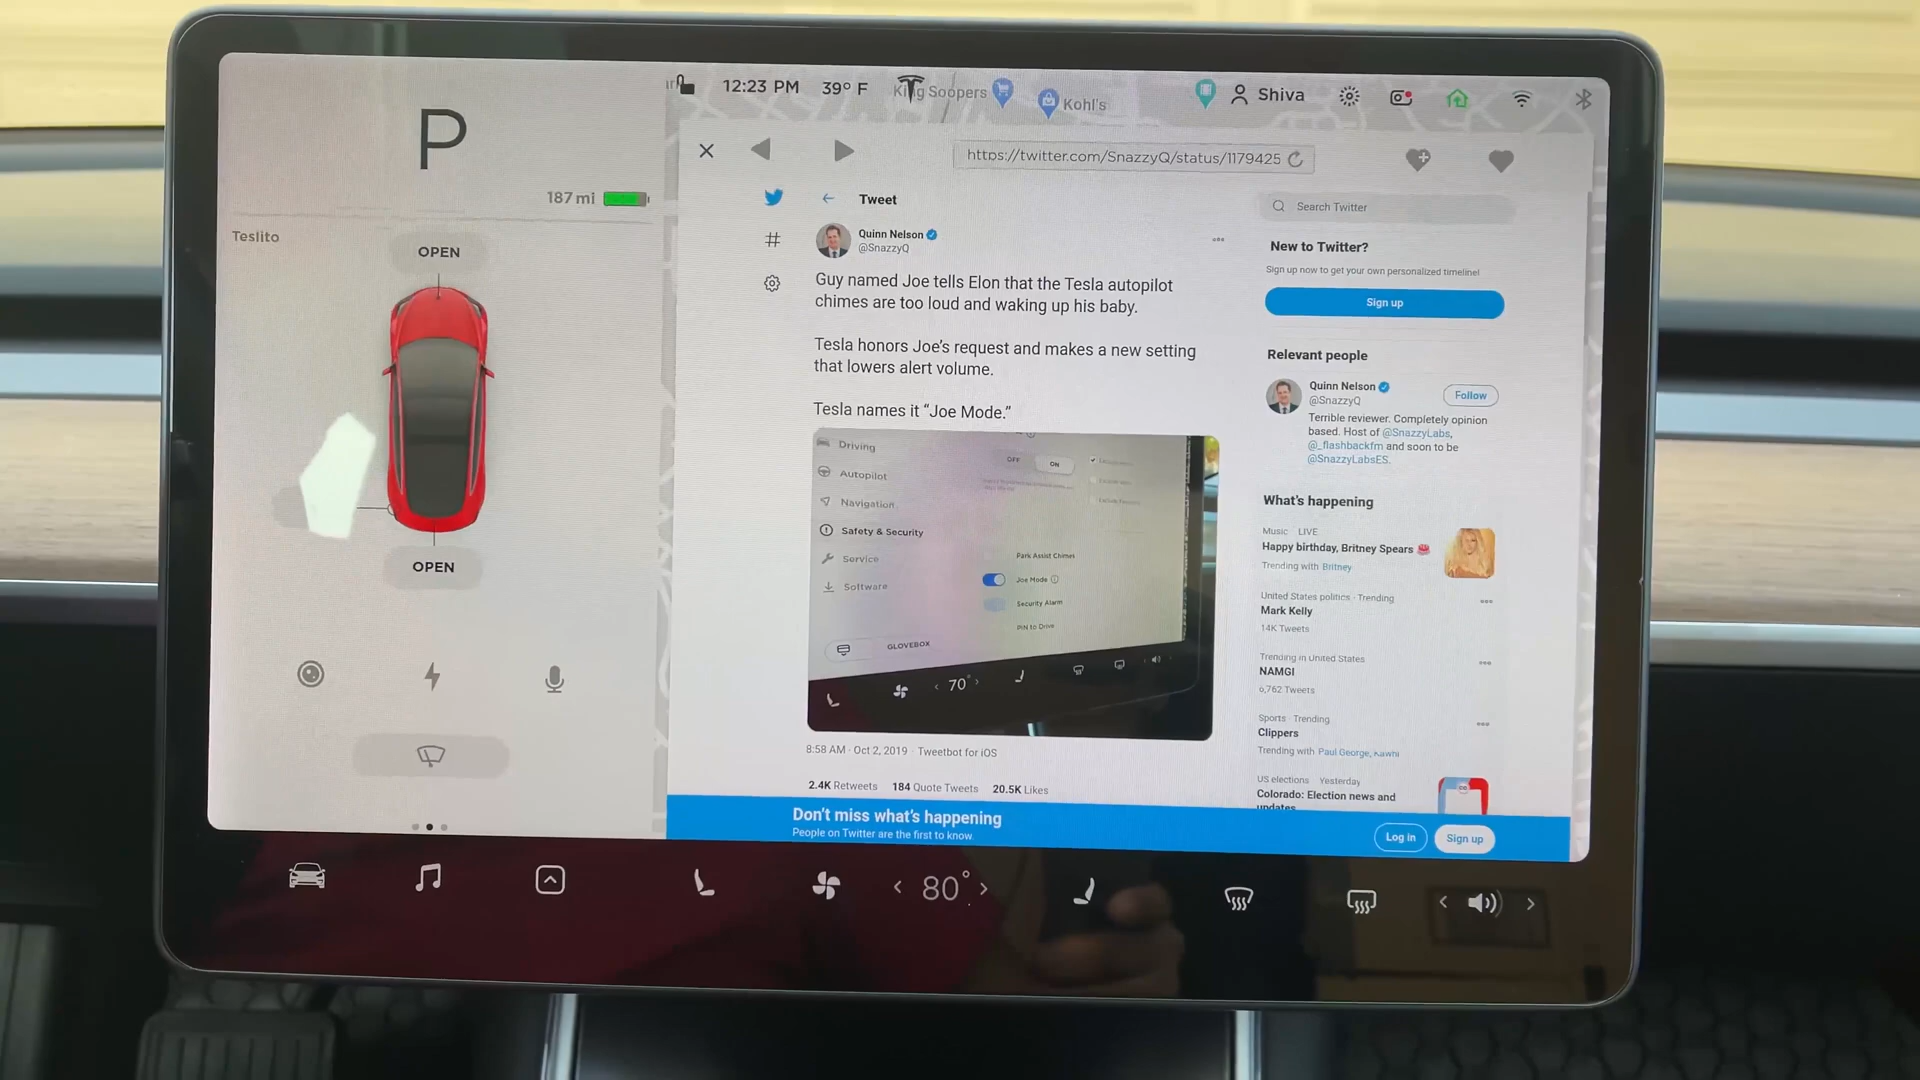 P
187 mi
Teslito
OPEN
OPEN
12:23 PM 39° F
King Soopers
Kohl's
Shiva
https://twitter.com/SnazzyQ/status/1179425
Tweet
Quinn Nelson
@SnazzyQ
Guy named Joe tells Elon that the Tesla autopilot
chimes are too loud and waking up his baby.
Tesla honors Joe's request and makes a new setting
that lowers alert volume.
Tesla names it “Joe Mode.”
Driving
Autopilot
Navigation
Safety & Security
Service
Software
GLOVEBOX
OFF
ON
Park Assist Chimes
Joe Mode
Security Alarm
PIN to Drive
70°
8:58 AM · Oct 2, 2019 · Tweetbot for iOS
2.4K Retweets 184 Quote Tweets 20.5K Likes
Search Twitter
New to Twitter?
Sign up now to get your own personalized timeline!
Sign up
Relevant people
Quinn Nelson
@SnazzyQ
Follow
Terrible reviewer. Completely opinion
based. Host of @SnazzyLabs,
@_flashbackfm and soon to be
@SnazzyLabsES.
What's happening
Music · LIVE
Happy birthday, Britney Spears
Trending with Britney
United States politics · Trending
Mark Kelly
14K Tweets
Trending in United States
NAMGI
6,762 Tweets
Sports · Trending
Clippers
Trending with Paul George, Kawhi
US elections · Yesterday
Colorado: Election news and
updates
Don't miss what's happening
People on Twitter are the first to know.
Log in
Sign up
80°